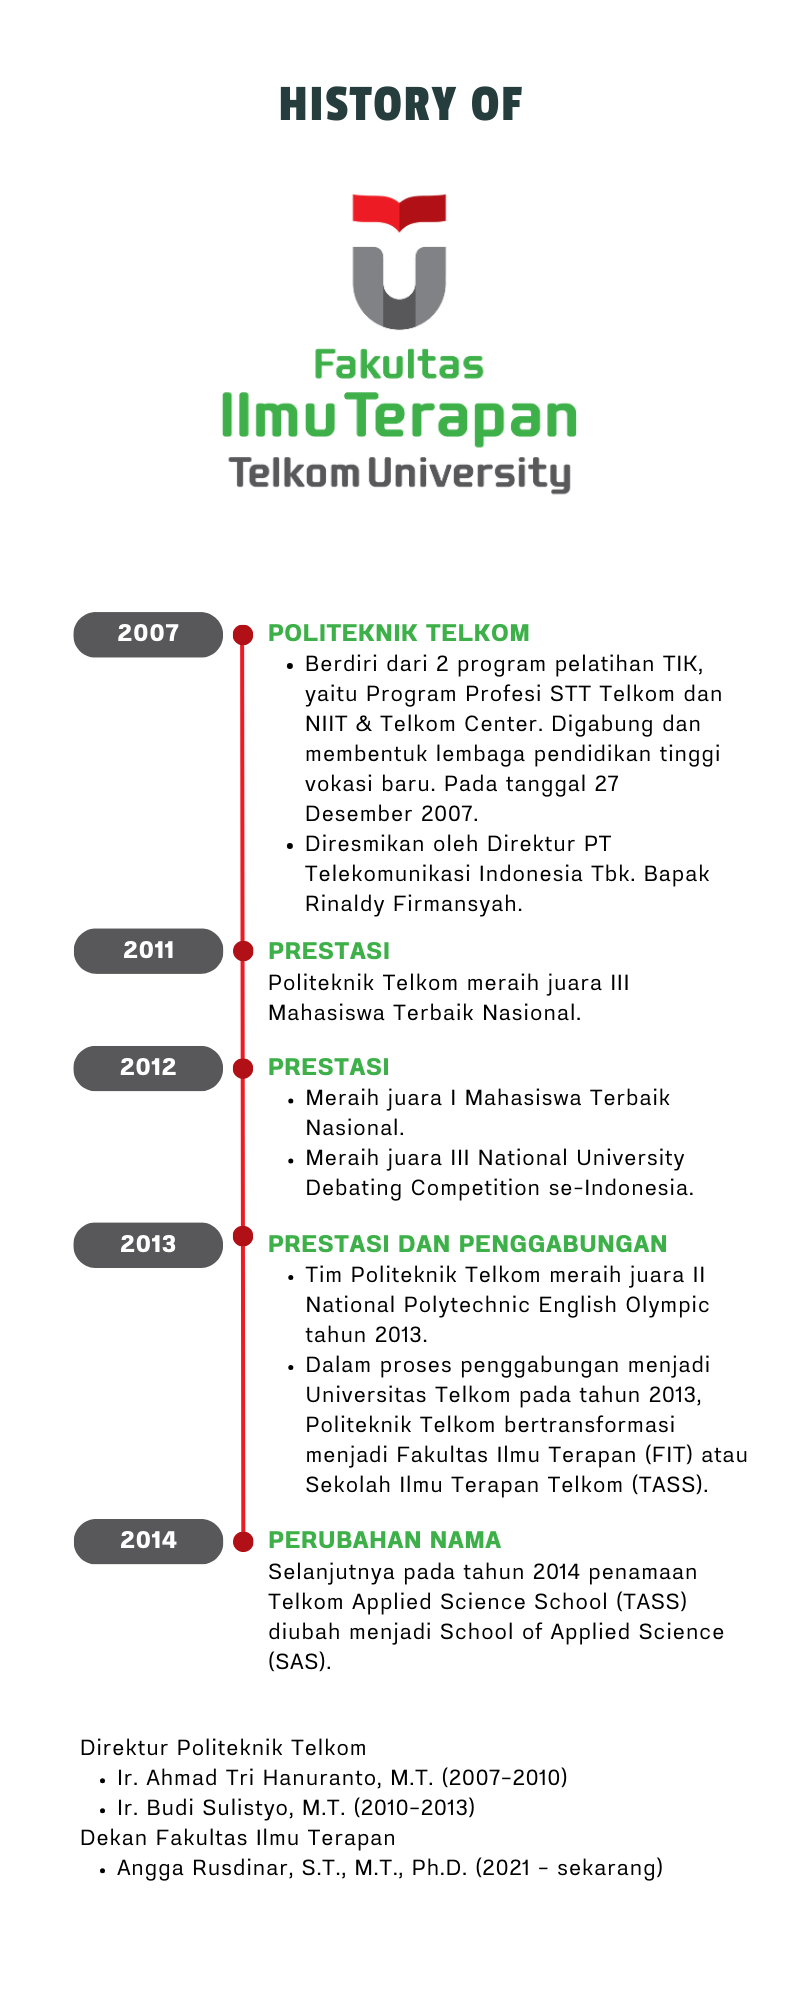 HISTORY OF
Fakultas
Ilmu Terapan
Telkom University
2007
POLITEKNIK TELKOM
• Berdiri dari 2 program pelatihan TIK,
yaitu Program Profesi STT Telkom dan
NIIT & Telkom Center. Digabung dan
membentuk lembaga pendidikan tinggi
vokasi baru. Pada tanggal 27
Desember 2007.
• Diresmikan oleh Direktur PT
Telekomunikasi Indonesia Tbk. Bapak
Rinaldy Firmansyah.
2011
PRESTASI
Politeknik Telkom meraih juara III
Mahasiswa Terbaik Nasional.
2012
PRESTASI
• Meraih juara I Mahasiswa Terbaik
Nasional.
• Meraih juara III National University
Debating Competition se-Indonesia.
2013
PRESTASI DAN PENGGABUNGAN
• Tim Politeknik Telkom meraih juara II
National Polytechnic English Olympic
tahun 2013.
• Dalam proses penggabungan menjadi
Universitas Telkom pada tahun 2013,
Politeknik Telkom bertransformasi
menjadi Fakultas Ilmu Terapan (FIT) atau
Sekolah Ilmu Terapan Telkom (TASS).
2014
PERUBAHAN NAMA
Selanjutnya pada tahun 2014 penamaan
Telkom Applied Science School (TASS)
diubah menjadi School of Applied Science
(SAS).
Direktur Politeknik Telkom
• Ir. Ahmad Tri Hanuranto, M.T. (2007-2010)
• Ir. Budi Sulistyo, M.T. (2010-2013)
Dekan Fakultas Ilmu Terapan
• Angga Rusdinar, S.T., M.T., Ph.D. (2021 - sekarang)